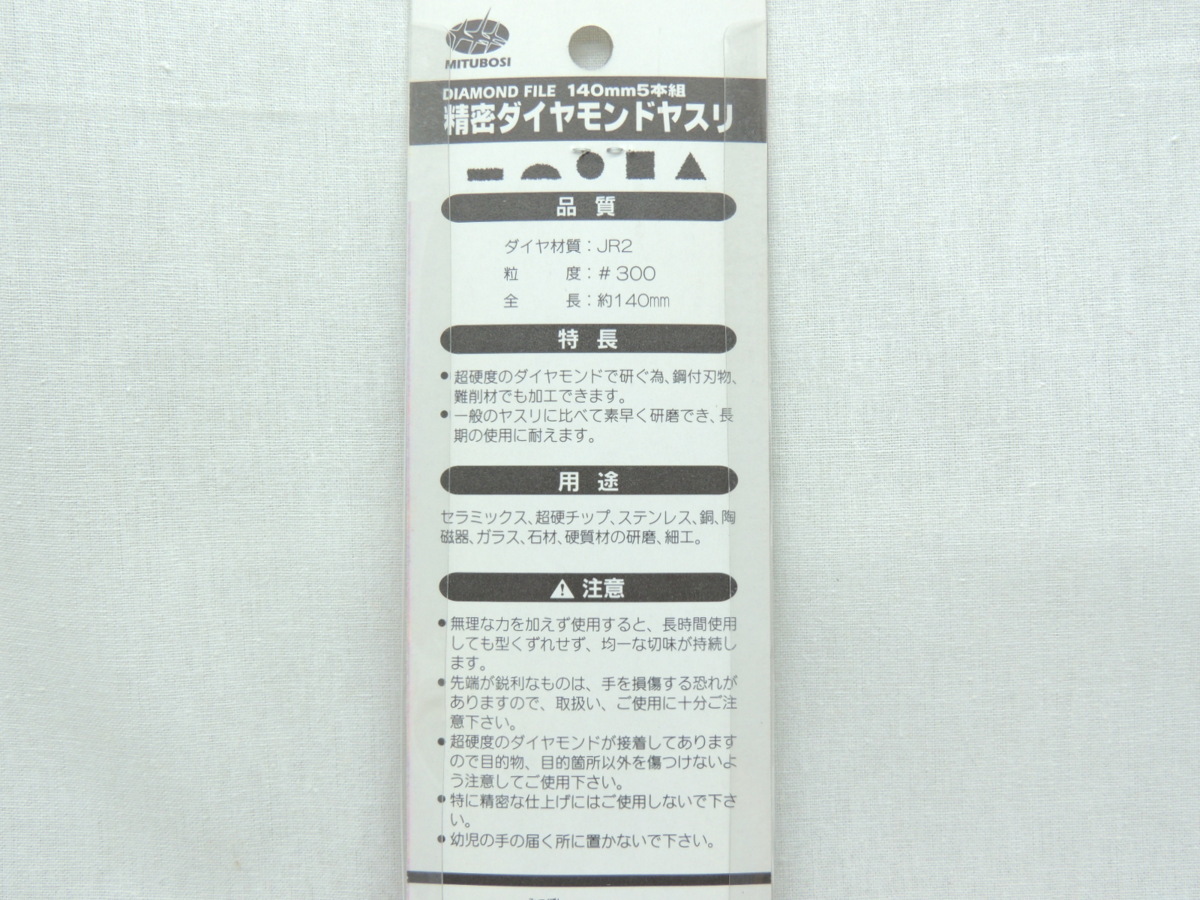 MITUBOSI
DIAMOND FILE 140mm5本組
精密ダイヤモンドヤスリ
品 質
ダイヤ材質：JR2
粒 度：＃300
全 長：約140mm
特 長
● 超硬度のダイヤモンドで研ぐ為、鋼付刃物、
難削材でも加工できます。
● 一般のヤスリに比べて素早く研磨でき、長
期の使用に耐えます。
用 途
セラミックス、超硬チップ、ステンレス、銅、陶
磁器、ガラス、石材、硬質材の研磨、細工。
注意
● 無理な力を加えず使用すると、長時間使用
しても型くずれせず、均一な切味が持続し
ます。
● 先端が鋭利なものは、手を損傷する恐れが
ありますので、取扱い、ご使用に十分ご注
意下さい。
● 超硬度のダイヤモンドが接着してあります
ので目的物、目的箇所以外を傷つけないよ
う注意してご使用下さい。
● 特に精密な仕上げにはご使用しないで下さ
い。
● 幼児の手の届く所に置かないで下さい。